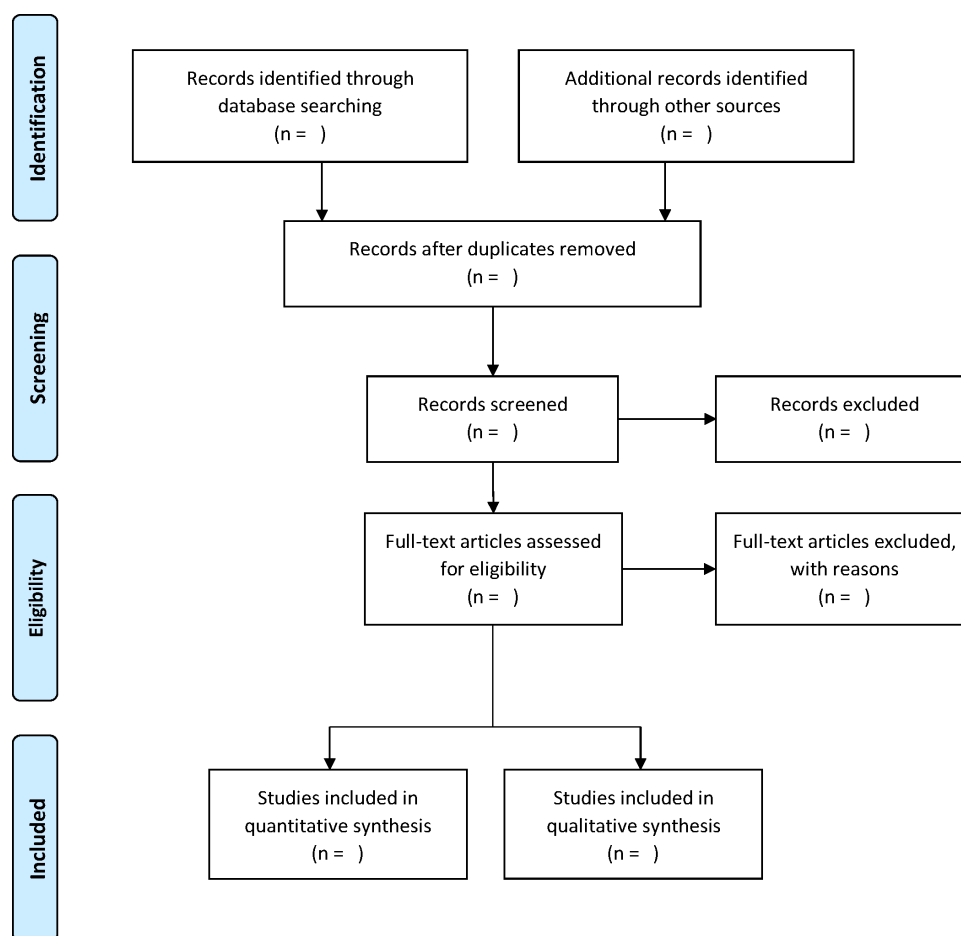 Identification
Records identified through
database searching
(n =   )
Additional records identified
through other sources
(n =   )
Records after duplicates removed
(n =   )
Screening
Records screened
(n =   )
Records excluded
(n =   )
Eligibility
Full-text articles assessed
for eligibility
(n =   )
Full-text articles excluded,
with reasons
(n =   )
Included
Studies included in
quantitative synthesis
(n =   )
Studies included in
qualitative synthesis
(n =   )